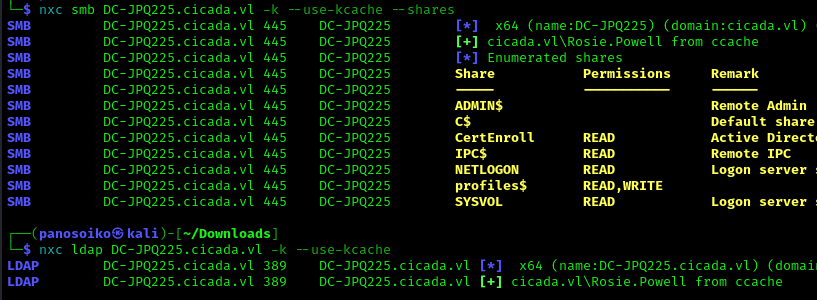 └─$ nxc smb DC-JPQ225.cicada.vl -k --use-kcache --shares
SMB DC-JPQ225.cicada.vl 445 DC-JPQ225 [*] x64 (name:DC-JPQ225) (domain:cicada.vl) (
SMB DC-JPQ225.cicada.vl 445 DC-JPQ225 [+] cicada.vl\Rosie.Powell from ccache
SMB DC-JPQ225.cicada.vl 445 DC-JPQ225 [*] Enumerated shares
SMB DC-JPQ225.cicada.vl 445 DC-JPQ225 Share Permissions Remark
SMB DC-JPQ225.cicada.vl 445 DC-JPQ225 ----- ----------- ------
SMB DC-JPQ225.cicada.vl 445 DC-JPQ225 ADMIN$ Remote Admin
SMB DC-JPQ225.cicada.vl 445 DC-JPQ225 C$ Default share
SMB DC-JPQ225.cicada.vl 445 DC-JPQ225 CertEnroll READ Active Direct
SMB DC-JPQ225.cicada.vl 445 DC-JPQ225 IPC$ READ Remote IPC
SMB DC-JPQ225.cicada.vl 445 DC-JPQ225 NETLOGON READ Logon server s
SMB DC-JPQ225.cicada.vl 445 DC-JPQ225 profiles$ READ,WRITE
SMB DC-JPQ225.cicada.vl 445 DC-JPQ225 SYSVOL READ Logon server s
┌──(panosoiko㉿kali)-[~/Downloads]
└─$ nxc ldap DC-JPQ225.cicada.vl -k --use-kcache
LDAP DC-JPQ225.cicada.vl 389 DC-JPQ225.cicada.vl [*] x64 (name:DC-JPQ225.cicada.vl) (domai
LDAP DC-JPQ225.cicada.vl 389 DC-JPQ225.cicada.vl [+] cicada.vl\Rosie.Powell from ccache